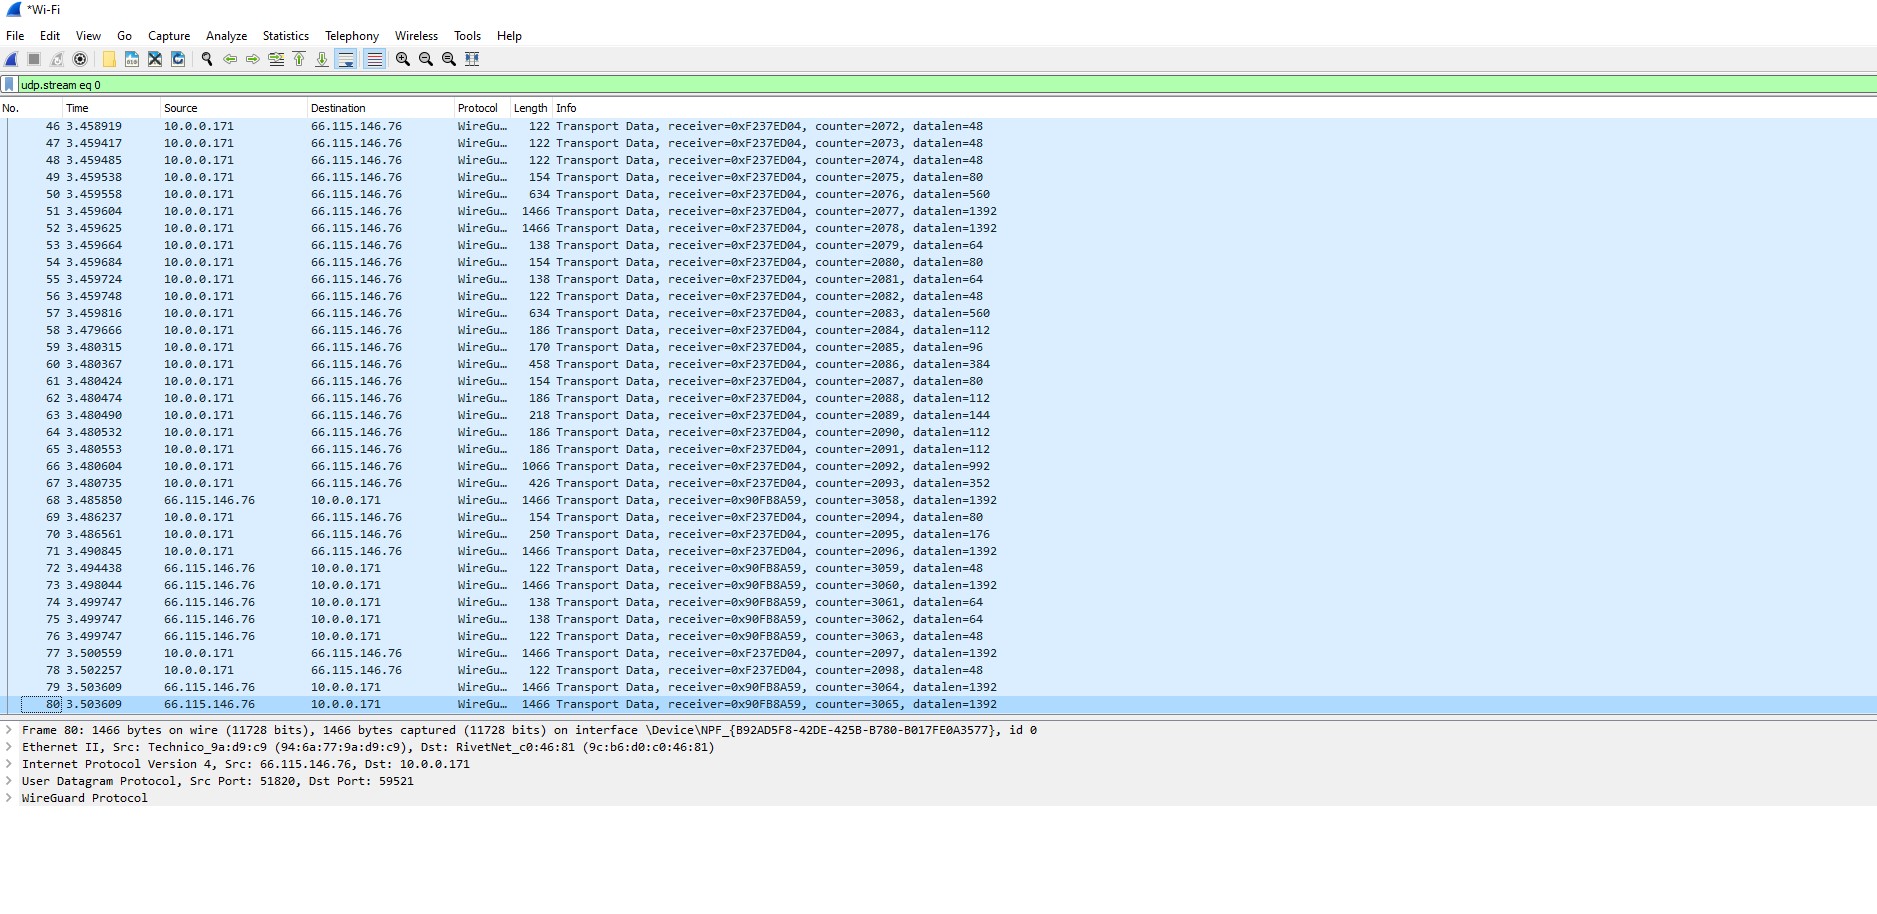 *Wi-Fi
File Edit View Go Capture Analyze Statistics Telephony Wireless Tools Help
udp.stream eq 0
No. Time Source Destination Protocol Length Info
46 3.458919 10.0.0.171 66.115.146.76 WireGu… 122 Transport Data, receiver=0xF237ED04, counter=2072, datalen=48
47 3.459417 10.0.0.171 66.115.146.76 WireGu… 122 Transport Data, receiver=0xF237ED04, counter=2073, datalen=48
48 3.459485 10.0.0.171 66.115.146.76 WireGu… 122 Transport Data, receiver=0xF237ED04, counter=2074, datalen=48
49 3.459538 10.0.0.171 66.115.146.76 WireGu… 154 Transport Data, receiver=0xF237ED04, counter=2075, datalen=80
50 3.459558 10.0.0.171 66.115.146.76 WireGu… 634 Transport Data, receiver=0xF237ED04, counter=2076, datalen=560
51 3.459604 10.0.0.171 66.115.146.76 WireGu… 1466 Transport Data, receiver=0xF237ED04, counter=2077, datalen=1392
52 3.459625 10.0.0.171 66.115.146.76 WireGu… 1466 Transport Data, receiver=0xF237ED04, counter=2078, datalen=1392
53 3.459664 10.0.0.171 66.115.146.76 WireGu… 138 Transport Data, receiver=0xF237ED04, counter=2079, datalen=64
54 3.459684 10.0.0.171 66.115.146.76 WireGu… 154 Transport Data, receiver=0xF237ED04, counter=2080, datalen=80
55 3.459724 10.0.0.171 66.115.146.76 WireGu… 138 Transport Data, receiver=0xF237ED04, counter=2081, datalen=64
56 3.459748 10.0.0.171 66.115.146.76 WireGu… 122 Transport Data, receiver=0xF237ED04, counter=2082, datalen=48
57 3.459816 10.0.0.171 66.115.146.76 WireGu… 634 Transport Data, receiver=0xF237ED04, counter=2083, datalen=560
58 3.479666 10.0.0.171 66.115.146.76 WireGu… 186 Transport Data, receiver=0xF237ED04, counter=2084, datalen=112
59 3.480315 10.0.0.171 66.115.146.76 WireGu… 170 Transport Data, receiver=0xF237ED04, counter=2085, datalen=96
60 3.480367 10.0.0.171 66.115.146.76 WireGu… 458 Transport Data, receiver=0xF237ED04, counter=2086, datalen=384
61 3.480424 10.0.0.171 66.115.146.76 WireGu… 154 Transport Data, receiver=0xF237ED04, counter=2087, datalen=80
62 3.480474 10.0.0.171 66.115.146.76 WireGu… 186 Transport Data, receiver=0xF237ED04, counter=2088, datalen=112
63 3.480490 10.0.0.171 66.115.146.76 WireGu… 218 Transport Data, receiver=0xF237ED04, counter=2089, datalen=144
64 3.480532 10.0.0.171 66.115.146.76 WireGu… 186 Transport Data, receiver=0xF237ED04, counter=2090, datalen=112
65 3.480553 10.0.0.171 66.115.146.76 WireGu… 186 Transport Data, receiver=0xF237ED04, counter=2091, datalen=112
66 3.480604 10.0.0.171 66.115.146.76 WireGu… 1066 Transport Data, receiver=0xF237ED04, counter=2092, datalen=992
67 3.480735 10.0.0.171 66.115.146.76 WireGu… 426 Transport Data, receiver=0xF237ED04, counter=2093, datalen=352
68 3.485850 66.115.146.76 10.0.0.171 WireGu… 1466 Transport Data, receiver=0x90FB8A59, counter=3058, datalen=1392
69 3.486237 10.0.0.171 66.115.146.76 WireGu… 154 Transport Data, receiver=0xF237ED04, counter=2094, datalen=80
70 3.486561 10.0.0.171 66.115.146.76 WireGu… 250 Transport Data, receiver=0xF237ED04, counter=2095, datalen=176
71 3.490845 10.0.0.171 66.115.146.76 WireGu… 1466 Transport Data, receiver=0xF237ED04, counter=2096, datalen=1392
72 3.494438 66.115.146.76 10.0.0.171 WireGu… 122 Transport Data, receiver=0x90FB8A59, counter=3059, datalen=48
73 3.498044 66.115.146.76 10.0.0.171 WireGu… 1466 Transport Data, receiver=0x90FB8A59, counter=3060, datalen=1392
74 3.499747 66.115.146.76 10.0.0.171 WireGu… 138 Transport Data, receiver=0x90FB8A59, counter=3061, datalen=64
75 3.499747 66.115.146.76 10.0.0.171 WireGu… 138 Transport Data, receiver=0x90FB8A59, counter=3062, datalen=64
76 3.499747 66.115.146.76 10.0.0.171 WireGu… 122 Transport Data, receiver=0x90FB8A59, counter=3063, datalen=48
77 3.500559 10.0.0.171 66.115.146.76 WireGu… 1466 Transport Data, receiver=0xF237ED04, counter=2097, datalen=1392
78 3.502257 10.0.0.171 66.115.146.76 WireGu… 122 Transport Data, receiver=0xF237ED04, counter=2098, datalen=48
79 3.503609 66.115.146.76 10.0.0.171 WireGu… 1466 Transport Data, receiver=0x90FB8A59, counter=3064, datalen=1392
80 3.503609 66.115.146.76 10.0.0.171 WireGu… 1466 Transport Data, receiver=0x90FB8A59, counter=3065, datalen=1392
Frame 80: 1466 bytes on wire (11728 bits), 1466 bytes captured (11728 bits) on interface \Device\NPF_{B92AD5F8-42DE-425B-B780-B017FE0A3577}, id 0
Ethernet II, Src: Technico_9a:d9:c9 (94:6a:77:9a:d9:c9), Dst: RivetNet_c0:46:81 (9c:b6:d0:c0:46:81)
Internet Protocol Version 4, Src: 66.115.146.76, Dst: 10.0.0.171
User Datagram Protocol, Src Port: 51820, Dst Port: 59521
WireGuard Protocol